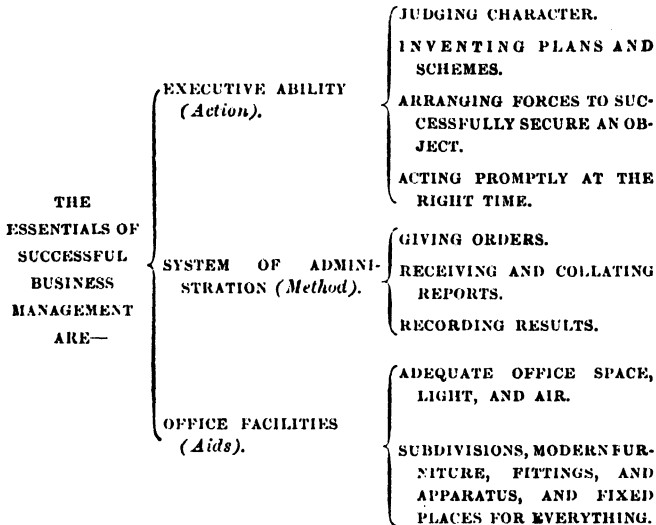 THE
ESSENTIALS OF
SUCCESSFUL
BUSINESS
MANAGEMENT
ARE—
EXECUTIVE ABILITY
(Action).
JUDGING CHARACTER.
INVENTING PLANS AND
SCHEMES.
ARRANGING FORCES TO SUC-
CESSFULLY SECURE AN OB-
JECT.
ACTING PROMPTLY AT THE
RIGHT TIME.
SYSTEM OF ADMINI-
STRATION (Method).
GIVING ORDERS.
RECEIVING AND COLLATING
REPORTS.
RECORDING RESULTS.
OFFICE FACILITIES
(Aids).
ADEQUATE OFFICE SPACE,
LIGHT, AND AIR.
SUBDIVISIONS, MODERN FUR-
NITURE, FITTINGS, AND
APPARATUS, AND FIXED
PLACES FOR EVERYTHING.